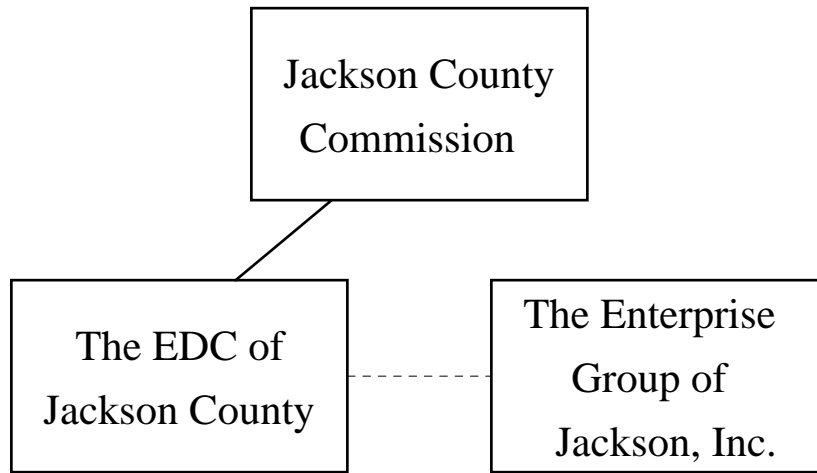 Jackson County
Commission
The EDC of
Jackson County
The Enterprise
Group of
Jackson, Inc.